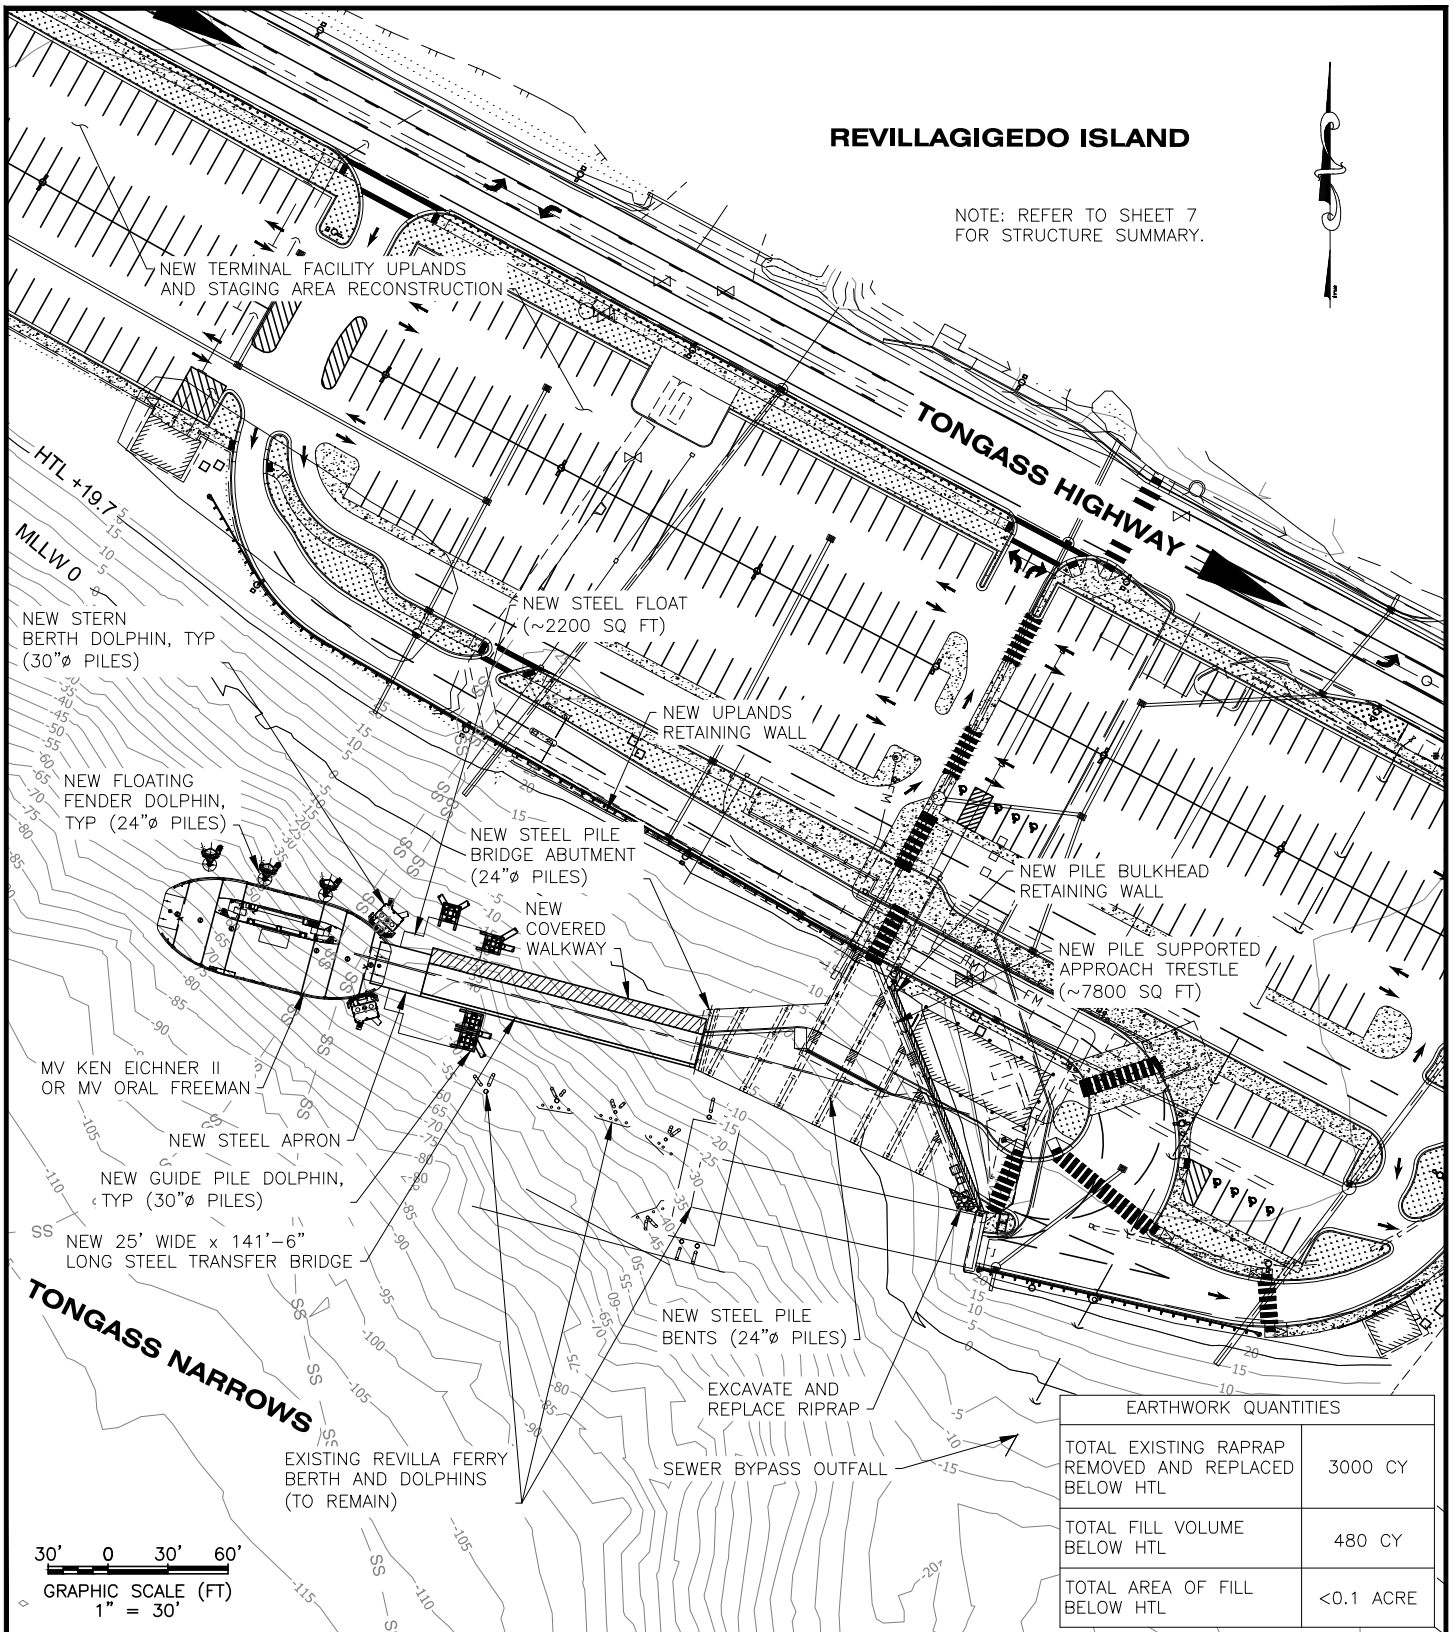 REVILLAGIGEDO ISLAND
NOTE: REFER TO SHEET 7
FOR STRUCTURE SUMMARY.
true
NEW TERMINAL FACILITY UPLANDS
AND STAGING AREA RECONSTRUCTION
TONGASS HIGHWAY
HTL +19.7
MLLW 0
NEW STERN
BERTH DOLPHIN, TYP
(30"ø PILES)
NEW STEEL FLOAT
(~2200 SQ FT)
NEW UPLANDS
RETAINING WALL
NEW FLOATING
FENDER DOLPHIN,
TYP (24"ø PILES)
NEW STEEL PILE
BRIDGE ABUTMENT
(24"ø PILES)
NEW
COVERED
WALKWAY
NEW PILE BULKHEAD
RETAINING WALL
NEW PILE SUPPORTED
APPROACH TRESTLE
(~7800 SQ FT)
MV KEN EICHNER II
OR MV ORAL FREEMAN
NEW STEEL APRON
NEW GUIDE PILE DOLPHIN,
TYP (30"ø PILES)
NEW 25' WIDE x 141'-6"
LONG STEEL TRANSFER BRIDGE
TONGASS NARROWS
NEW STEEL PILE
BENTS (24"ø PILES)
EXCAVATE AND
REPLACE RIPRAP
SEWER BYPASS OUTFALL
EXISTING REVILLA FERRY
BERTH AND DOLPHINS
(TO REMAIN)
30' 0 30' 60'
GRAPHIC SCALE (FT)
1" = 30'
EARTHWORK QUANTITIES
TOTAL EXISTING RAPRAP
REMOVED AND REPLACED
BELOW HTL
3000 CY
TOTAL FILL VOLUME
BELOW HTL
480 CY
TOTAL AREA OF FILL
BELOW HTL
<0.1 ACRE